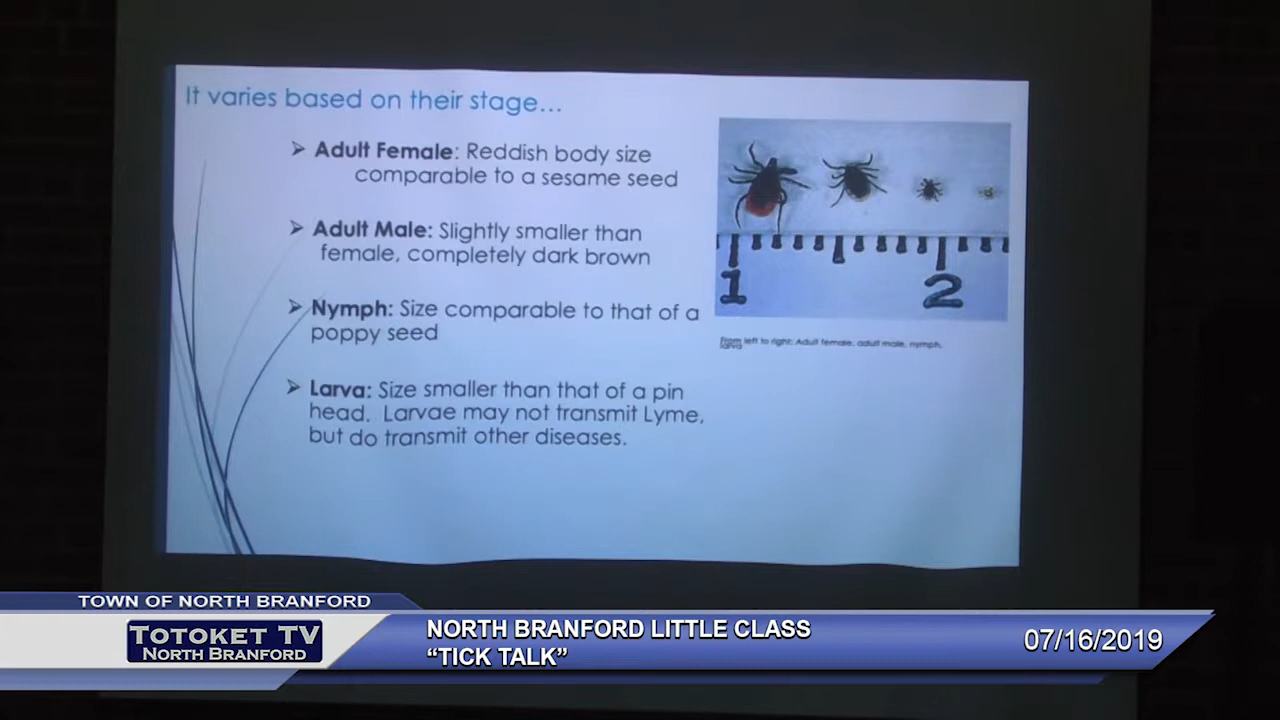 It varies based on their stage...
➢ Adult Female: Reddish body size
comparable to a sesame seed
➢ Adult Male: Slightly smaller than
female, completely dark brown
➢ Nymph: Size comparable to that of a
poppy seed
➢ Larva: Size smaller than that of a pin
head. Larvae may not transmit Lyme,
but do transmit other diseases.
1 2
From left to right: Adult female, adult male, nymph,
larva
TOWN OF NORTH BRANFORD
TOTOKET TV
NORTH BRANFORD
NORTH BRANFORD LITTLE CLASS
“TICK TALK”
07/16/2019